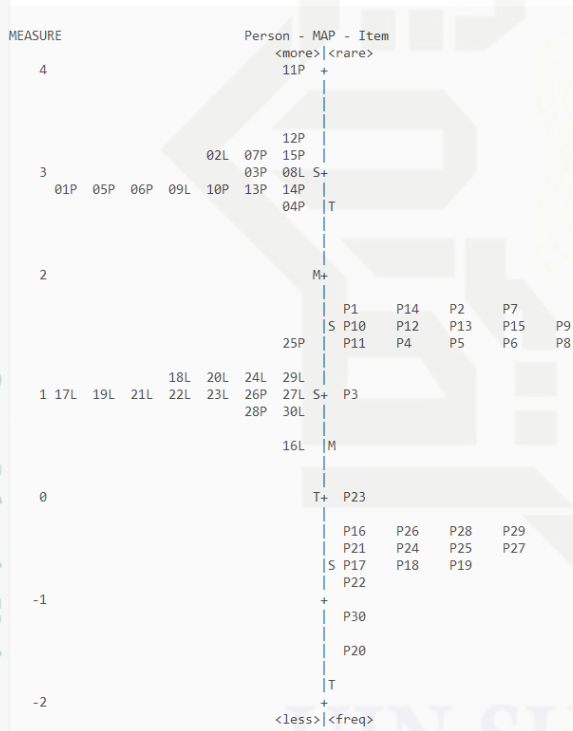 MEASURE Person - MAP - Item
<more>|<rare>
4 11P +
|
|
|
12P |
02L 07P 15P |
3 03P 08L S+
01P 05P 06P 09L 10P 13P 14P |
04P |T
|
|
|
2 M+
|
| P1 P14 P2 P7
|S P10 P12 P13 P15 P9
25P | P11 P4 P5 P6 P8
|
18L 20L 24L 29L |
1 17L 19L 21L 22L 23L 26P 27L S+ P3
28P 30L |
|
16L |M
|
|
0 T+ P23
|
| P16 P26 P28 P29
| P21 P24 P25 P27
|S P17 P18 P19
| P22
-1 +
| P30
|
| P20
|
|T
-2 +
<less>|<freq>